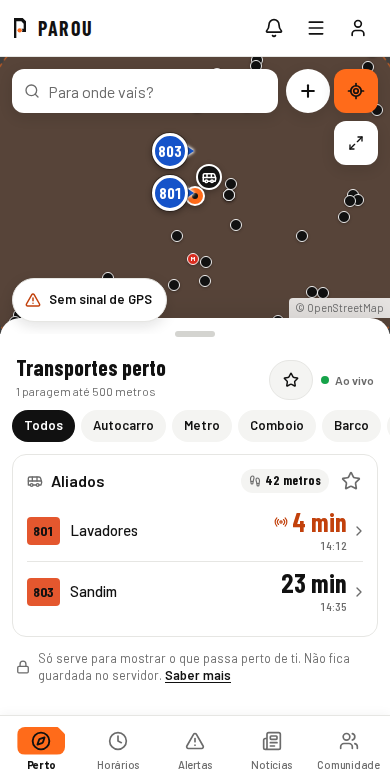 PAROU
Para onde vais?
803
801
M
Sem sinal de GPS
© OpenStreetMap
Transportes perto
1 paragem até 500 metros
Ao vivo
Todos
Autocarro
Metro
Comboio
Barco
Aliados
42 metros
801 Lavadores 4 min
14:12
803 Sandim 23 min
14:35
Só serve para mostrar o que passa perto de ti. Não fica
guardada no servidor. Saber mais
Perto
Horários
Alertas
Notícias
Comunidade